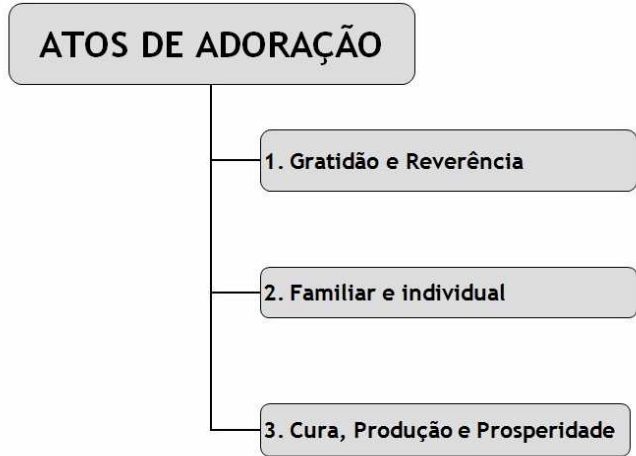 ATOS DE ADORAÇÃO
1. Gratidão e Reverência
2. Familiar e individual
3. Cura, Produção e Prosperidade